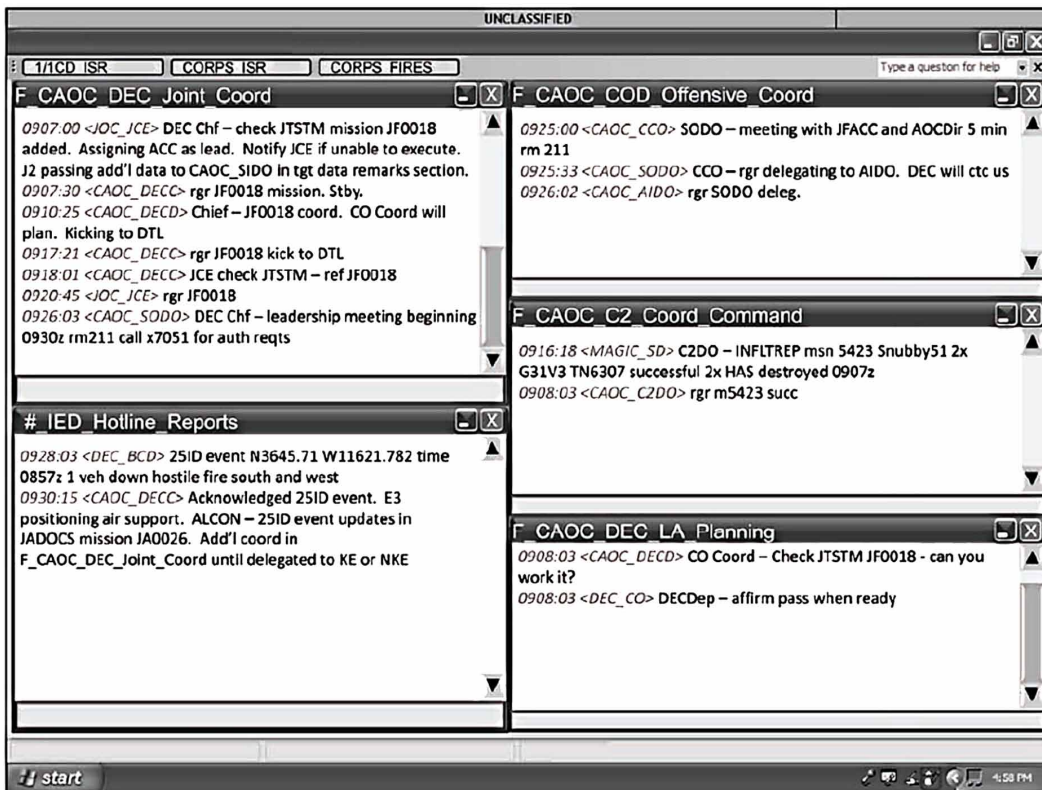 UNCLASSIFIED
1/1CD_ISR CORPS_ISR CORPS_FIRES Type a question for help
F_CAOC_DEC_Joint_Coord
0907:00 <JOC_JCE> DEC Chf – check JTSTM mission JF0018
added. Assigning ACC as lead. Notify JCE if unable to execute.
J2 passing add'l data to CAOC_SIDO in tgt data remarks section.
0907:30 <CAOC_DECC> rgr JF0018 mission. Stby.
0910:25 <CAOC_DECD> Chief – JF0018 coord. CO Coord will
plan. Kicking to DTL
0917:21 <CAOC_DECC> rgr JF0018 kick to DTL
0918:01 <CAOC_DECC> JCE check JTSTM – ref JF0018
0920:45 <JOC_JCE> rgr JF0018
0926:03 <CAOC_SODO> DEC Chf – leadership meeting beginning
0930z rm211 call x7051 for auth reqts
#_IED_Hotline_Reports
0928:03 <DEC_BCD> 25ID event N3645.71 W11621.782 time
0857z 1 veh down hostile fire south and west
0930:15 <CAOC_DECC> Acknowledged 25ID event. E3
positioning air support. ALCON – 25ID event updates in
JADOCS mission JA0026. Add'l coord in
F_CAOC_DEC_Joint_Coord until delegated to KE or NKE
F_CAOC_COD_Offensive_Coord
0925:00 <CAOC_CCO> SODO – meeting with JFACC and AOCDir 5 min
rm 211
0925:33 <CAOC_SODO> CCO – rgr delegating to AIDO. DEC will ctc us
0926:02 <CAOC_AIDO> rgr SODO deleg.
F_CAOC_C2_Coord_Command
0916:18 <MAGIC_SD> C2DO – INFLTREP msn 5423 Snubby51 2x
G31V3 TN6307 successful 2x HAS destroyed 0907z
0908:03 <CAOC_C2DO> rgr m5423 succ
F_CAOC_DEC_LA_Planning
0908:03 <CAOC_DECD> CO Coord – Check JTSTM JF0018 - can you
work it?
0908:03 <DEC_CO> DECDep – affirm pass when ready
start 4:58 PM